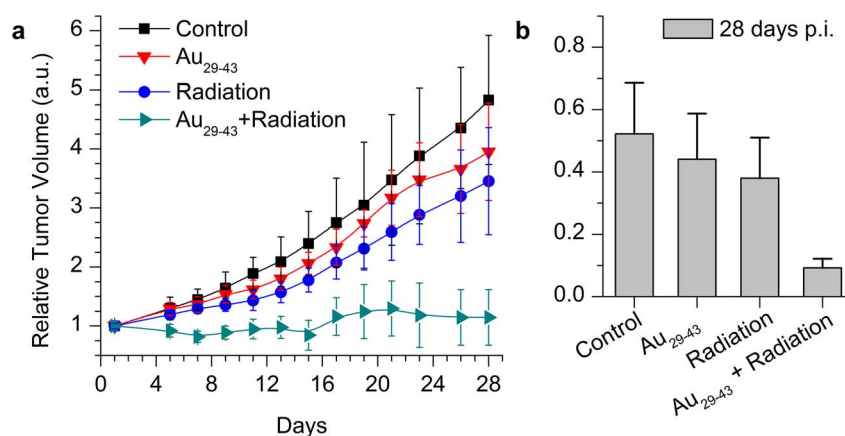 a
Relative Tumor Volume (a.u.)
6
5
4
3
2
1
Control
Au29-43
Radiation
Au29-43+Radiation
0
4
8
12
16
20
24
28
Days
b
28 days p.i.
0.8
0.6
0.4
0.2
0.0
Control
Au29-43
Radiation
Au29-43 + Radiation